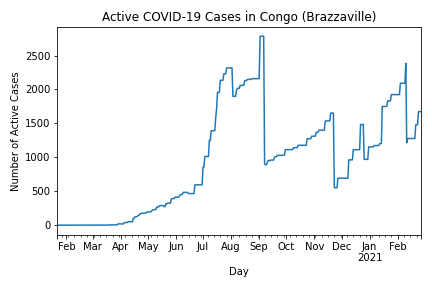 Active COVID-19 Cases in Congo (Brazzaville)
Number of Active Cases
2500
2000
1500
1000
500
0
Feb Mar Apr May Jun Jul Aug Sep Oct Nov Dec Jan Feb
2021
Day